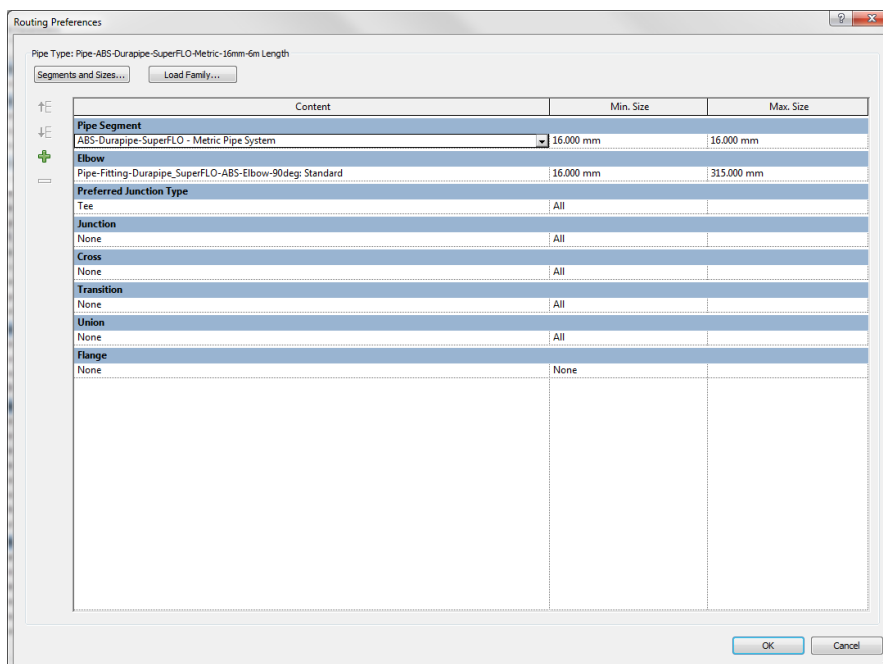 Routing Preferences
Pipe Type: Pipe-ABS-Durapipe-SuperFLO-Metric-16mm-6m Length
Segments and Sizes... Load Family...
Content Min. Size Max. Size
Pipe Segment
ABS-Durapipe-SuperFLO - Metric Pipe System 16.000 mm 16.000 mm
Elbow
Pipe-Fitting-Durapipe_SuperFLO-ABS-Elbow-90deg: Standard 16.000 mm 315.000 mm
Preferred Junction Type
Tee All
Junction
None All
Cross
None All
Transition
None All
Union
None All
Flange
None None
OK Cancel